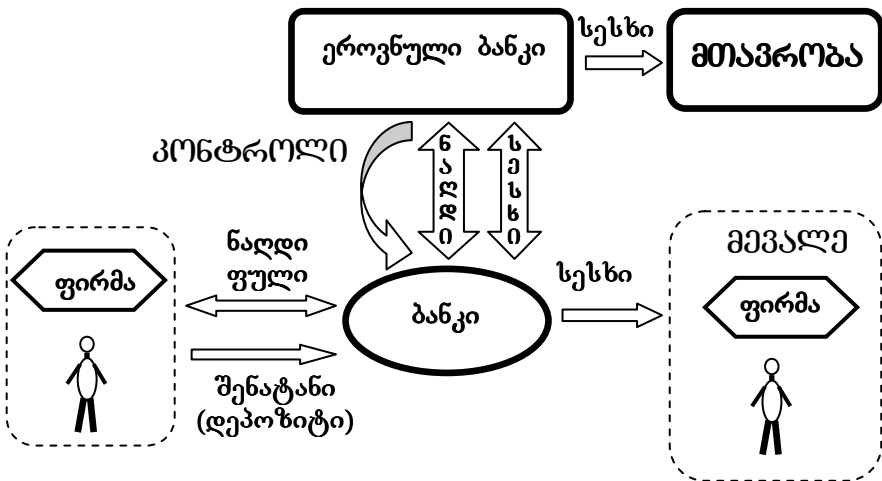 ეროვნული ბანკი
სესხი
მთავრობა
კონტროლი
ნაღდი
სესხი
ნაღდი
ფული
ფირმა
შენატანი
(დეპოზიტი)
ბანკი
სესხი
მევალე
ფირმა